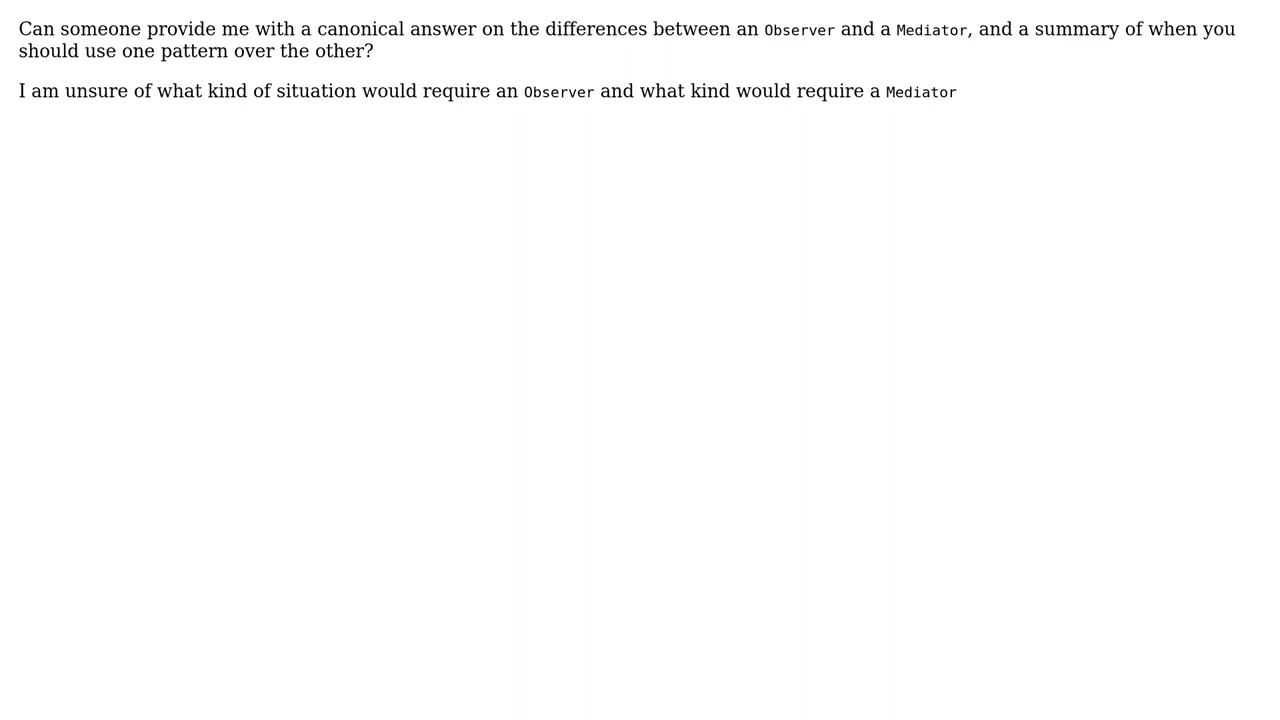 Can someone provide me with a canonical answer on the differences between an Observer and a Mediator, and a summary of when you
should use one pattern over the other?
I am unsure of what kind of situation would require an Observer and what kind would require a Mediator